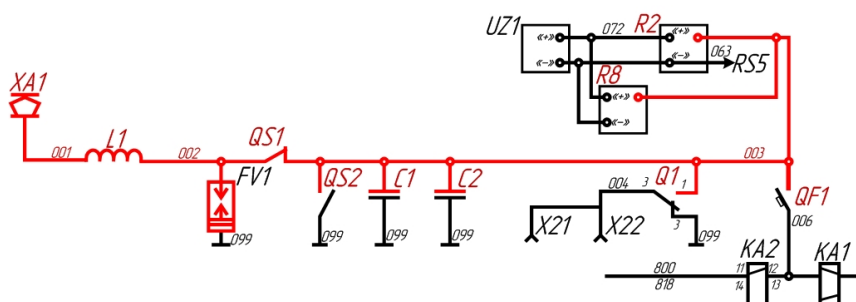 UZ1 «+» 072 R2 «+»
«-» «-» 063 RS5
XA1 R8 «+»
«-»
001 L1 002 QS1 003
FV1 QS2 C1 C2 Q1 QF1
004 3 1
3
X21 X22 006
099 099 099 099 099
KA2 KA1
800 11 12
818 14 13